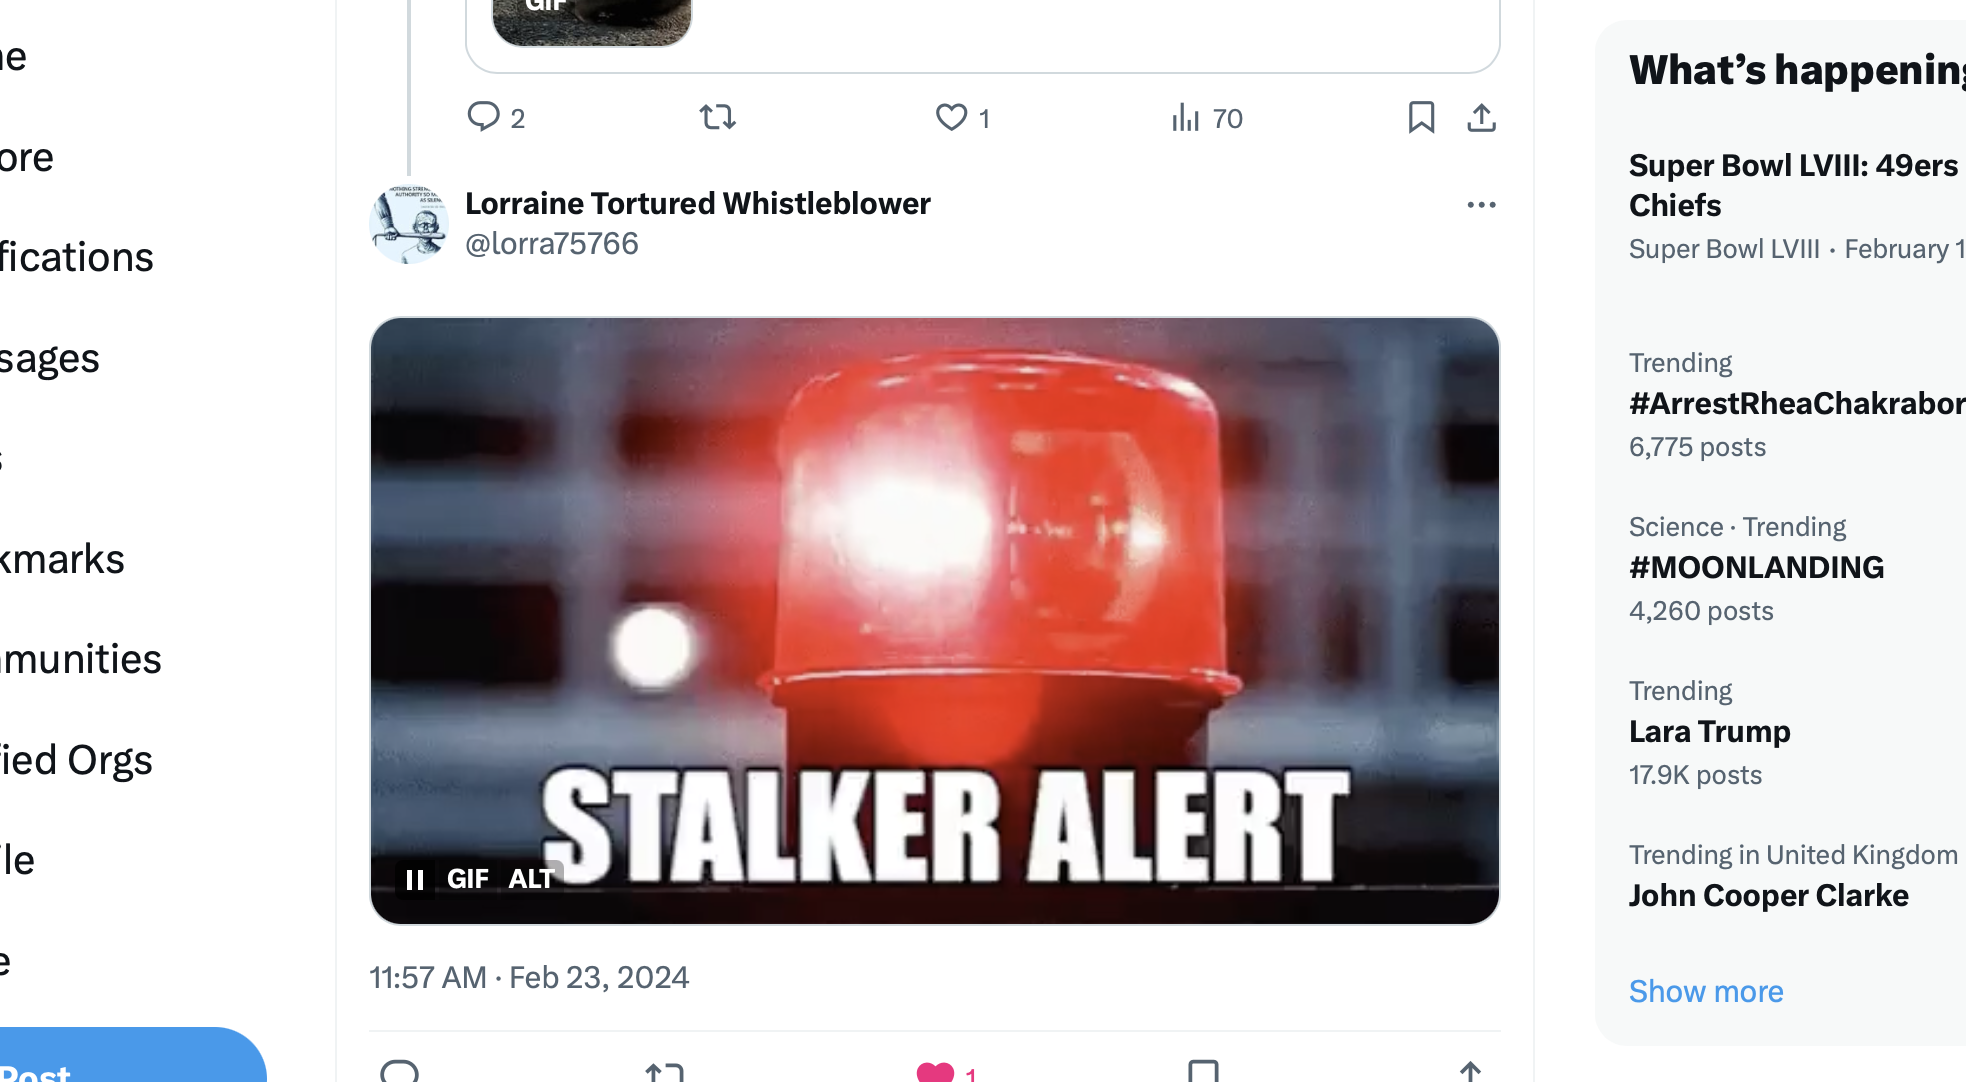 GIF
2
1
70
Lorraine Tortured Whistleblower
@lorra75766
STALKER ALERT
GIF ALT
11:57 AM · Feb 23, 2024
1
ne
ore
fications
sages
s
kmarks
munities
fied Orgs
le
e
Post
What's happening
Super Bowl LVIII: 49ers
Chiefs
Super Bowl LVIII · February 1
Trending
#ArrestRheaChakrabor
6,775 posts
Science · Trending
#MOONLANDING
4,260 posts
Trending
Lara Trump
17.9K posts
Trending in United Kingdom
John Cooper Clarke
Show more